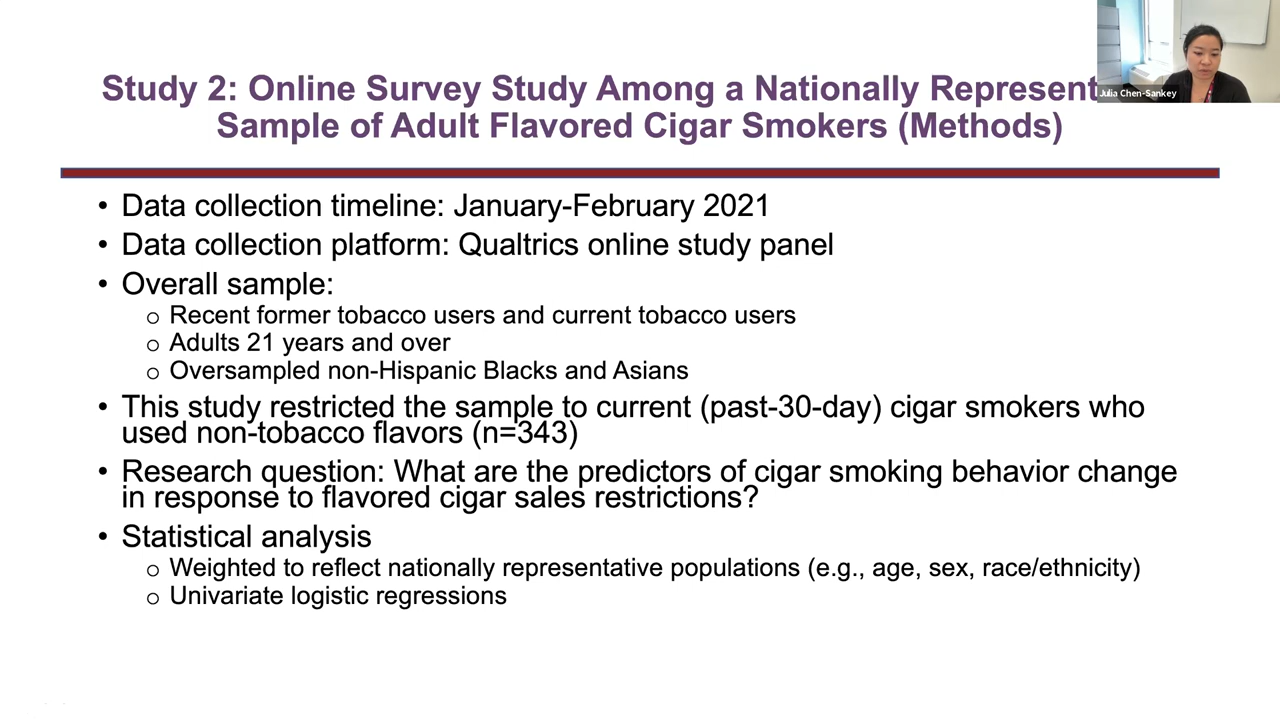 Study 2: Online Survey Study Among a Nationally Represent
Julia Chen-Sankey
Sample of Adult Flavored Cigar Smokers (Methods)
• Data collection timeline: January-February 2021
• Data collection platform: Qualtrics online study panel
• Overall sample:
o Recent former tobacco users and current tobacco users
o Adults 21 years and over
o Oversampled non-Hispanic Blacks and Asians
• This study restricted the sample to current (past-30-day) cigar smokers who
used non-tobacco flavors (n=343)
• Research question: What are the predictors of cigar smoking behavior change
in response to flavored cigar sales restrictions?
• Statistical analysis
o Weighted to reflect nationally representative populations (e.g., age, sex, race/ethnicity)
o Univariate logistic regressions